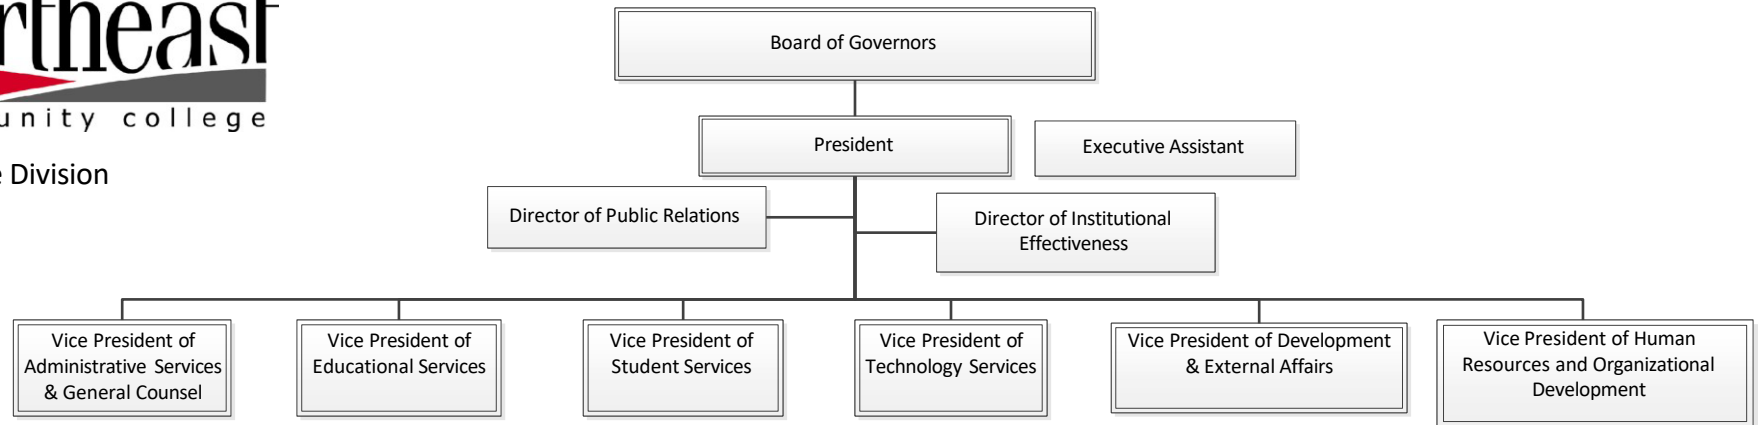 unity college
Division
Board of Governors
President
Executive Assistant
Director of Public Relations
Director of Institutional
Effectiveness
Vice President of
Administrative Services
& General Counsel
Vice President of
Educational Services
Vice President of
Student Services
Vice President of
Technology Services
Vice President of Development
& External Affairs
Vice President of Human
Resources and Organizational
Development